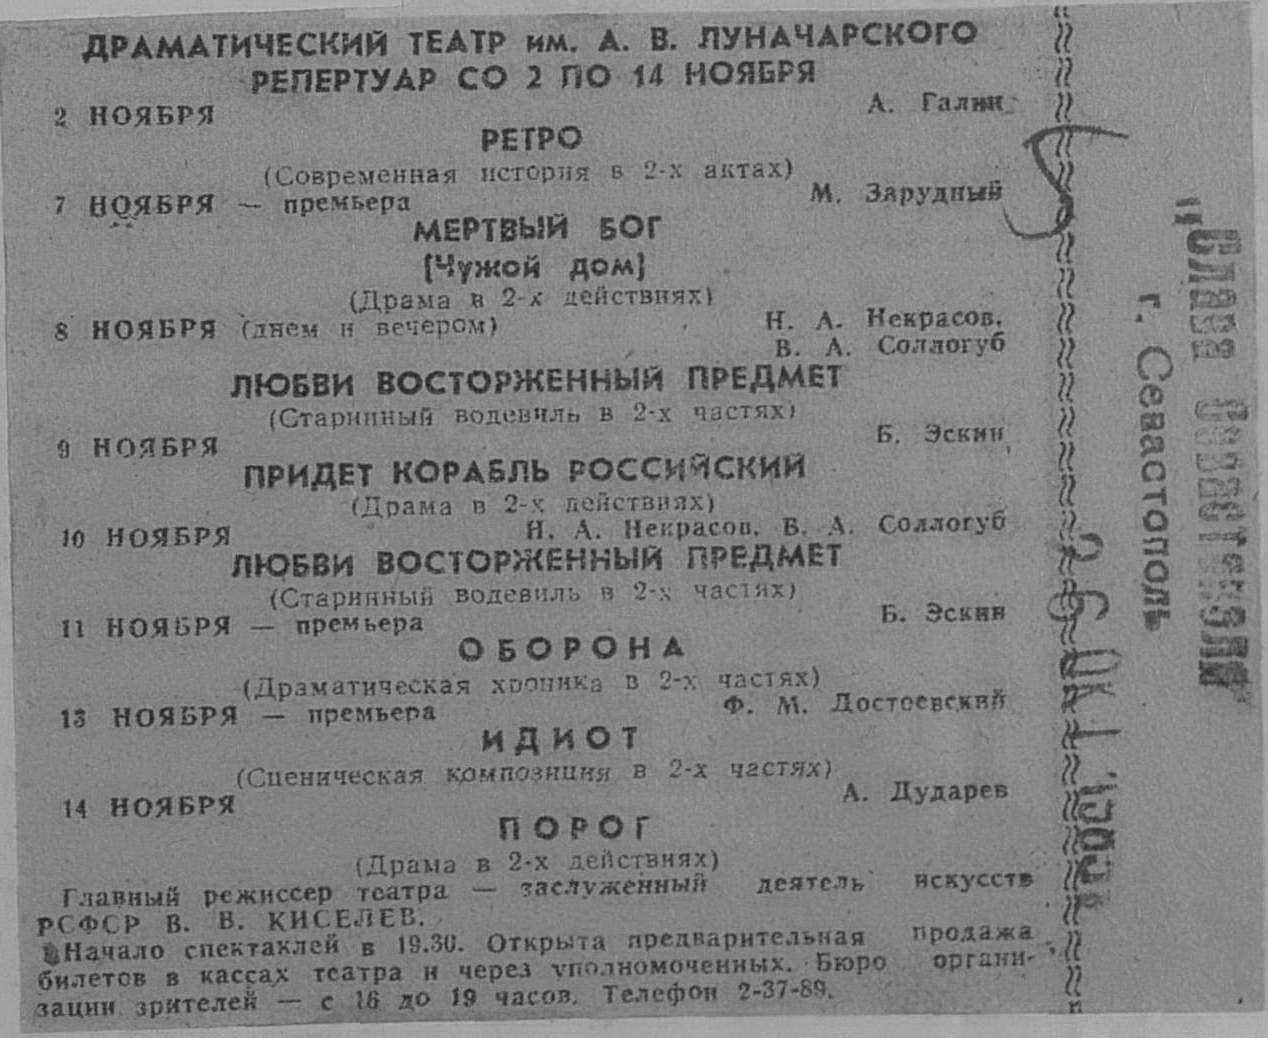 ДРАМАТИЧЕСКИЙ ТЕАТР им. А. В. ЛУНАЧАРСКОГО
РЕПЕРТУАР СО 2 ПО 14 НОЯБРЯ
2 НОЯБРЯ А. Галин
РЕТРО
(Современная история в 2-х актах)
7 НОЯБРЯ — премьера М. Зарудный
МЕРТВЫЙ БОГ
[Чужой дом]
(Драма в 2-х действиях)
8 НОЯБРЯ (днем и вечером) Н. А. Некрасов,
В. А. Соллогуб
ЛЮБВИ ВОСТОРЖЕННЫЙ ПРЕДМЕТ
(Старинный водевиль в 2-х частях)
9 НОЯБРЯ Б. Эскин
ПРИДЕТ КОРАБЛЬ РОССИЙСКИЙ
(Драма в 2-х действиях)
10 НОЯБРЯ Н. А. Некрасов, В. А. Соллогуб
ЛЮБВИ ВОСТОРЖЕННЫЙ ПРЕДМЕТ
(Старинный водевиль в 2-х частях)
11 НОЯБРЯ — премьера Б. Эскин
ОБОРОНА
(Драматическая хроника в 2-х частях)
13 НОЯБРЯ — премьера Ф. М. Достоевский
ИДИОТ
(Сценическая композиция в 2-х частях)
14 НОЯБРЯ А. Дударев
ПОРОГ
(Драма в 2-х действиях)
Главный режиссер театра — заслуженный деятель искусств
РСФСР В. В. КИСЕЛЕВ.
Начало спектаклей в 19.30. Открыта предварительная продажа
билетов в кассах театра и через уполномоченных. Бюро органи-
зации зрителей — с 16 до 19 часов. Телефон 2-37-89.
"Слава Севастополя"
г. Севастополь